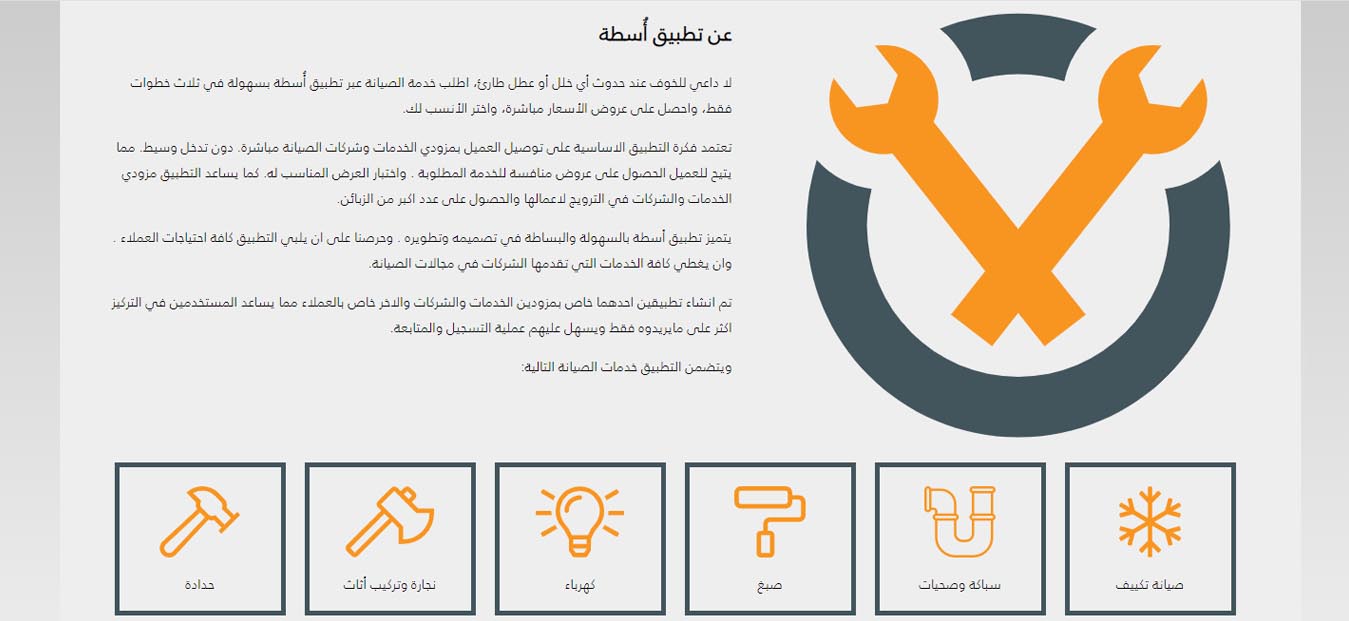 عن تطبيق أُسطة
لا داعي للخوف عند حدوث أي خلل أو عطل طارئ، اطلب خدمة الصيانة عبر تطبيق أُسطة بسهولة في ثلاث خطوات
فقط، واحصل على عروض الأسعار مباشرة، واختر الأنسب لك.
تعتمد فكرة التطبيق الاساسية على توصيل العميل بمزودي الخدمات وشركات الصيانة مباشرة. دون تدخل وسيط. مما
يتيح للعميل الحصول على عروض منافسة للخدمة المطلوبة . واختيار العرض المناسب له. كما يساعد التطبيق مزودي
الخدمات والشركات في الترويج لاعمالها والحصول على عدد اكبر من الزبائن.
يتميز تطبيق أسطة بالسهولة والبساطة في تصميمه وتطويره . وحرصنا على ان يلبي التطبيق كافة احتياجات العملاء .
وان يغطي كافة الخدمات التي تقدمها الشركات في مجالات الصيانة.
تم انشاء تطبيقين احدهما خاص بمزودين الخدمات والشركات والاخر خاص بالعملاء مما يساعد المستخدمين في التركيز
اكثر على مايريدوه فقط ويسهل عليهم عملية التسجيل والمتابعة.
ويتضمن التطبيق خدمات الصيانة التالية:
صيانة تكييف
سباكة وصحيات
صبغ
كهرباء
نجارة وتركيب أثاث
حدادة